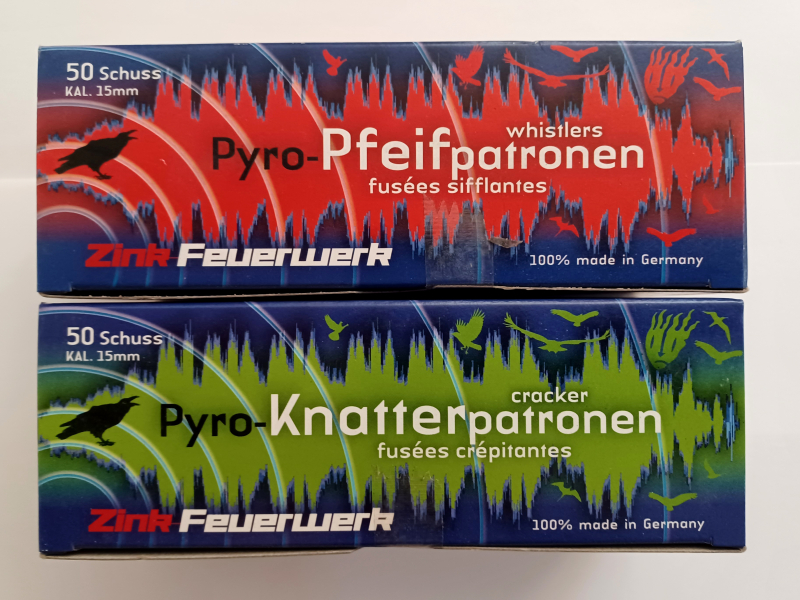 50 Schuss
KAL. 15mm
whistlers
Pyro-Pfeifpatronen
fusées sifflantes
Zink Feuerwerk
100% made in Germany
50 Schuss
KAL. 15mm
cracker
Pyro-Knatterpatronen
fusées crépitantes
Zink Feuerwerk
100% made in Germany